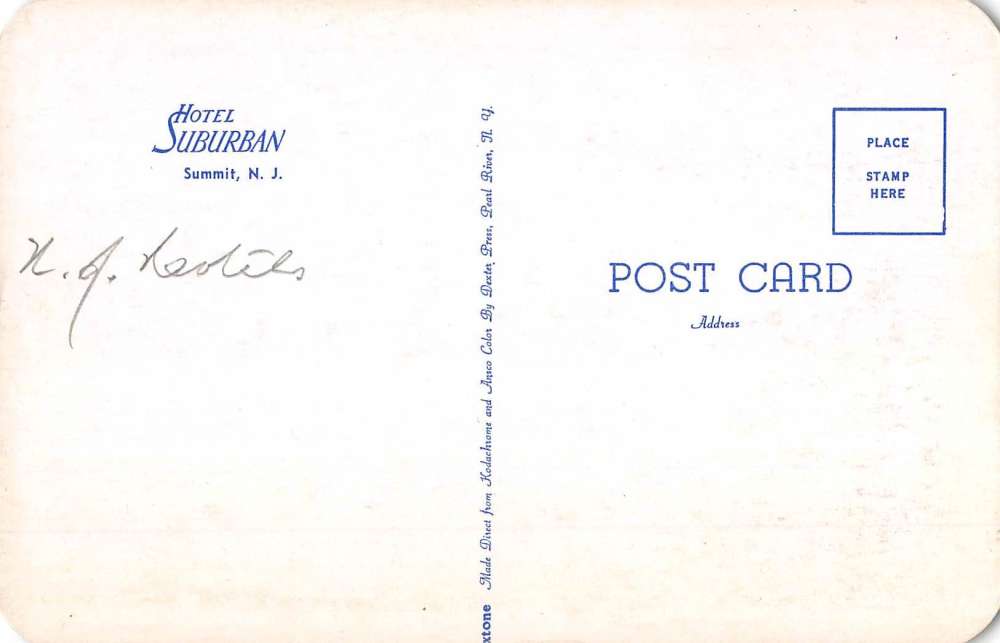 HOTEL
SUBURBAN
Summit, N. J.
N. J.
xtone Made Direct from Kodachrome and Ansco Color By Dexter Press, Pearl River, N. Y.
PLACE
STAMP
HERE
POST CARD
Address